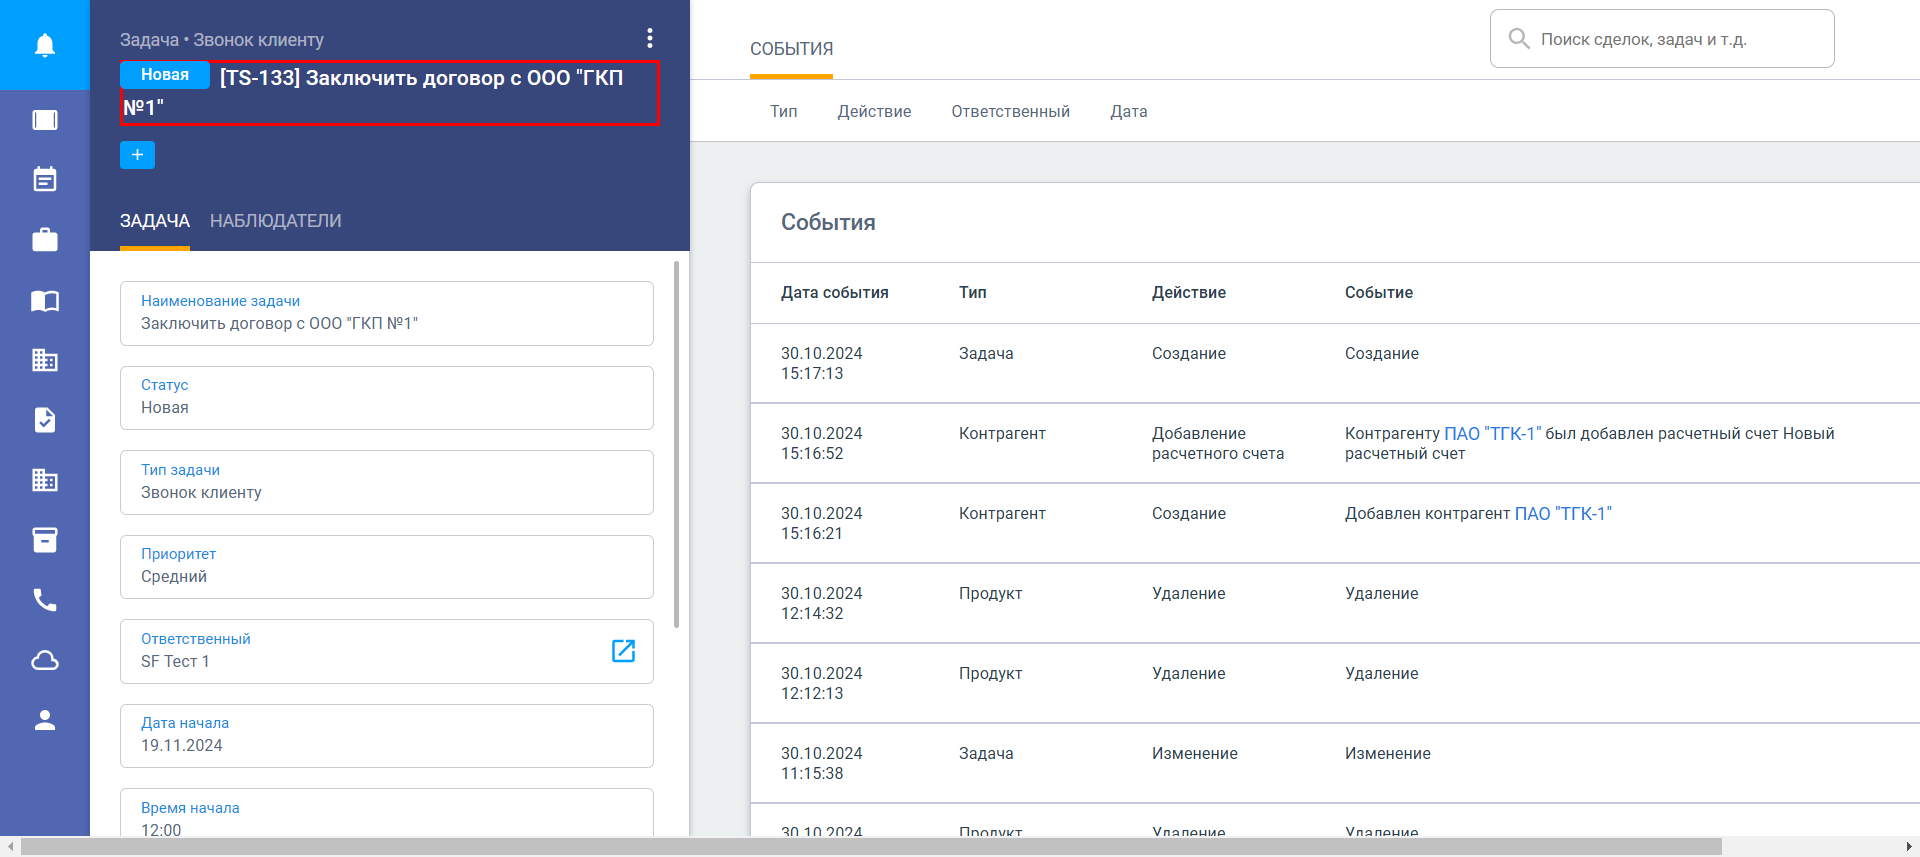 Задача • Звонок клиенту
Новая [TS-133] Заключить договор с ООО "ГКП
№1"
+
ЗАДАЧА НАБЛЮДАТЕЛИ
Наименование задачи
Заключить договор с ООО "ГКП №1"
Статус
Новая
Тип задачи
Звонок клиенту
Приоритет
Средний
Ответственный
SF Тест 1
Дата начала
19.11.2024
Время начала
12:00
СОБЫТИЯ
Поиск сделок, задач и т.д.
Тип Действие Ответственный Дата
События
Дата события Тип Действие Событие
30.10.2024 Задача Создание Создание
15:17:13
30.10.2024 Контрагент Добавление Контрагенту ПАО "ТГК-1" был добавлен расчетный счет Новый
15:16:52 расчетного счета расчетный счет
30.10.2024 Контрагент Создание Добавлен контрагент ПАО "ТГК-1"
15:16:21
30.10.2024 Продукт Удаление Удаление
12:14:32
30.10.2024 Продукт Удаление Удаление
12:12:13
30.10.2024 Задача Изменение Изменение
11:15:38
30.10.2024 Продукт Удаление Удаление